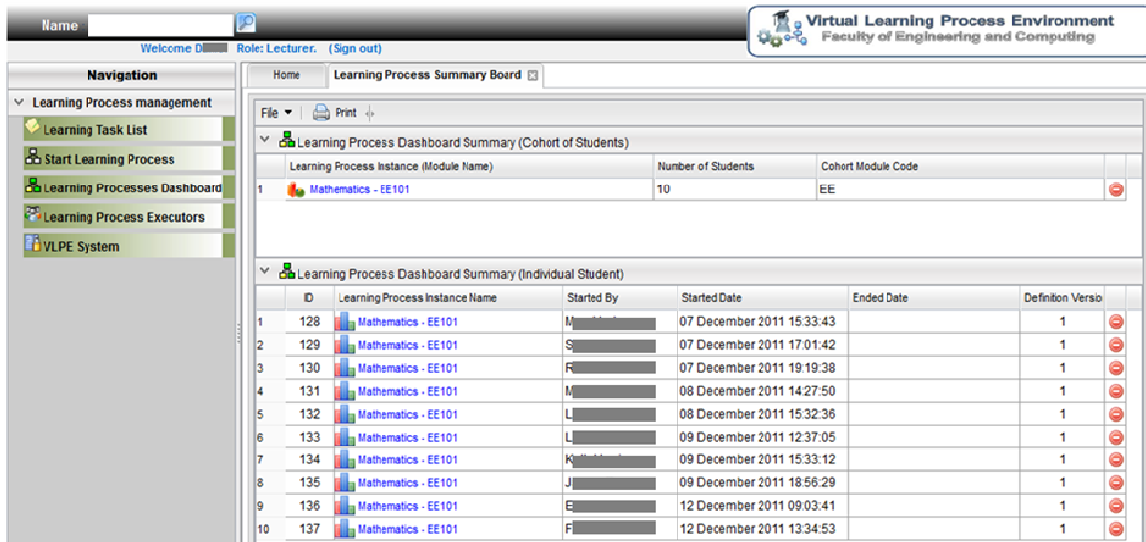 Name
Virtual Learning Process Environment
Faculty of Engineering and Computing
Welcome D Role: Lecturer. (Sign out)
Navigation
Home Learning Process Summary Board
Learning Process management
File Print
Learning Task List
Learning Process Dashboard Summary (Cohort of Students)
Start Learning Process
Learning Process Instance (Module Name) Number of Students Cohort Module Code
Learning Processes Dashboard
1 Mathematics - EE101 10 EE
Learning Process Executors
VLPE System
Learning Process Dashboard Summary (Individual Student)
ID Learning Process Instance Name Started By Started Date Ended Date Definition Versio
1 128 Mathematics - EE101 M 07 December 2011 15:33:43 1
2 129 Mathematics - EE101 S 07 December 2011 17:01:42 1
3 130 Mathematics - EE101 R 07 December 2011 19:19:38 1
4 131 Mathematics - EE101 M 08 December 2011 14:27:50 1
5 132 Mathematics - EE101 L 08 December 2011 15:32:36 1
6 133 Mathematics - EE101 L 09 December 2011 12:37:05 1
7 134 Mathematics - EE101 K 09 December 2011 15:33:12 1
8 135 Mathematics - EE101 J 09 December 2011 18:56:29 1
9 136 Mathematics - EE101 E 12 December 2011 09:03:41 1
10 137 Mathematics - EE101 F 12 December 2011 13:34:53 1